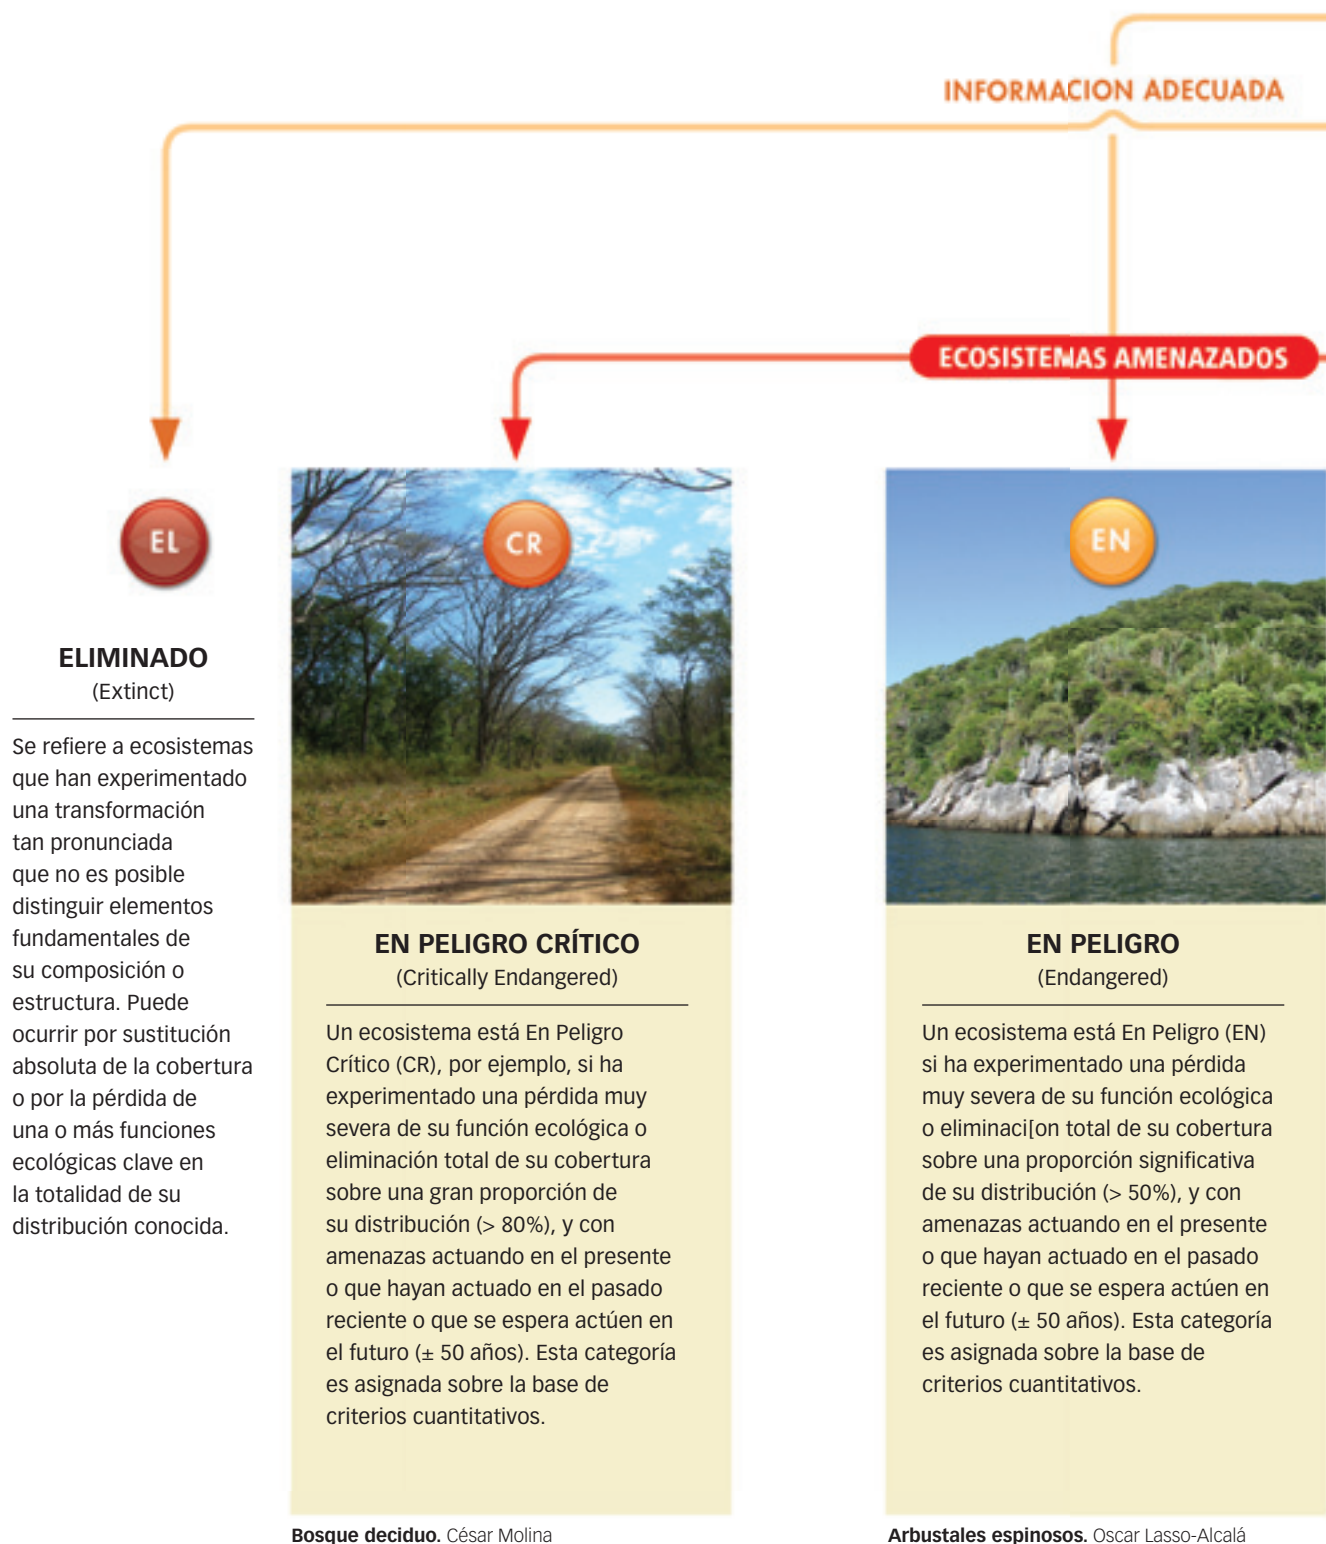 INFORMACION ADECUADA
ECOSISTEMAS AMENAZADOS
EL
ELIMINADO
(Extinct)
Se refiere a ecosistemas
que han experimentado
una transformación
tan pronunciada
que no es posible
distinguir elementos
fundamentales de
su composición o
estructura. Puede
ocurrir por sustitución
absoluta de la cobertura
o por la pérdida de
una o más funciones
ecológicas clave en
la totalidad de su
distribución conocida.
CR
EN PELIGRO CRÍTICO
(Critically Endangered)
Un ecosistema está En Peligro
Crítico (CR), por ejemplo, si ha
experimentado una pérdida muy
severa de su función ecológica o
eliminación total de su cobertura
sobre una gran proporción de
su distribución (> 80%), y con
amenazas actuando en el presente
o que hayan actuado en el pasado
reciente o que se espera actúen en
el futuro (± 50 años). Esta categoría
es asignada sobre la base de
criterios cuantitativos.
Bosque deciduo. César Molina
EN
EN PELIGRO
(Endangered)
Un ecosistema está En Peligro (EN)
si ha experimentado una pérdida
muy severa de su función ecológica
o eliminaci[on total de su cobertura
sobre una proporción significativa
de su distribución (> 50%), y con
amenazas actuando en el presente
o que hayan actuado en el pasado
reciente o que se espera actúen en
el futuro (± 50 años). Esta categoría
es asignada sobre la base de
criterios cuantitativos.
Arbustales espinosos. Oscar Lasso-Alcalá